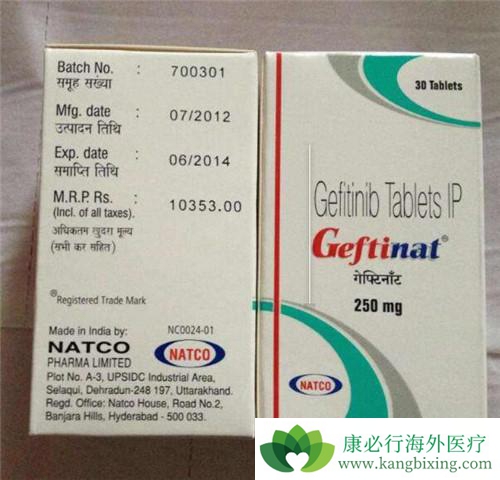 Batch No. : 700301
समूह संख्या
Mfg. date : 07/2012
उत्पादन तिथि
Exp. date : 06/2014
समाप्ति तिथि
M.R.P. Rs. : 10353.00
(Incl. of all taxes).
अधिकतम खुदरा मूल्य
(सभी कर सहित)
®Registered Trade Mark
Made in India by: NC0024-01
NATCO NATCO
PHARMA LIMITED
Plot No. A-3, UPSIDC Industrial Area,
Selaqui, Dehradun-248 197, Uttarakhand.
Regd. Office: Natco House, Road No.2,
Banjara Hills, Hyderabad - 500 033.
30 Tablets
Gefitinib Tablets IP
Geftinat®
गेफ्टिनॉट
250 mg
NATCO
康必行海外医疗
www.kangbixing.com